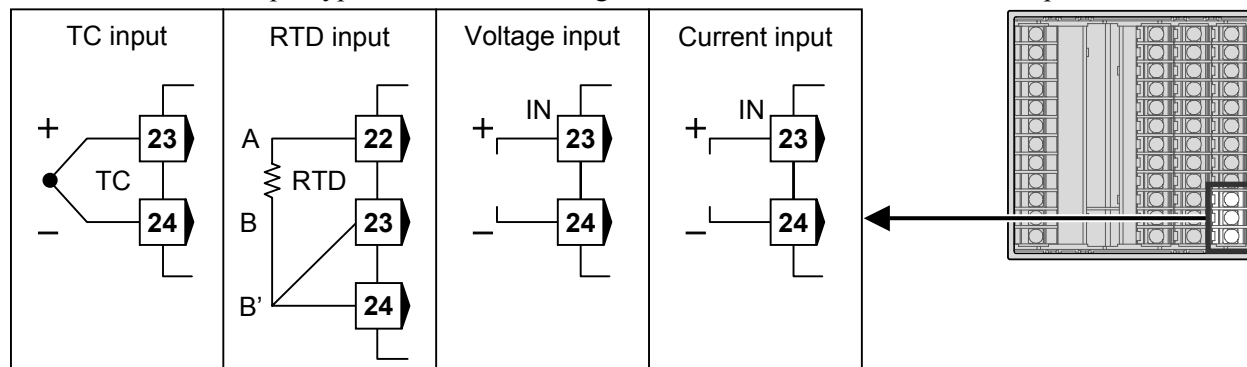 TC input
+
23
TC
24
–
RTD input
A
22
RTD
B
23
B'
24
Voltage input
IN
+
23
24
–
Current input
IN
+
23
24
–